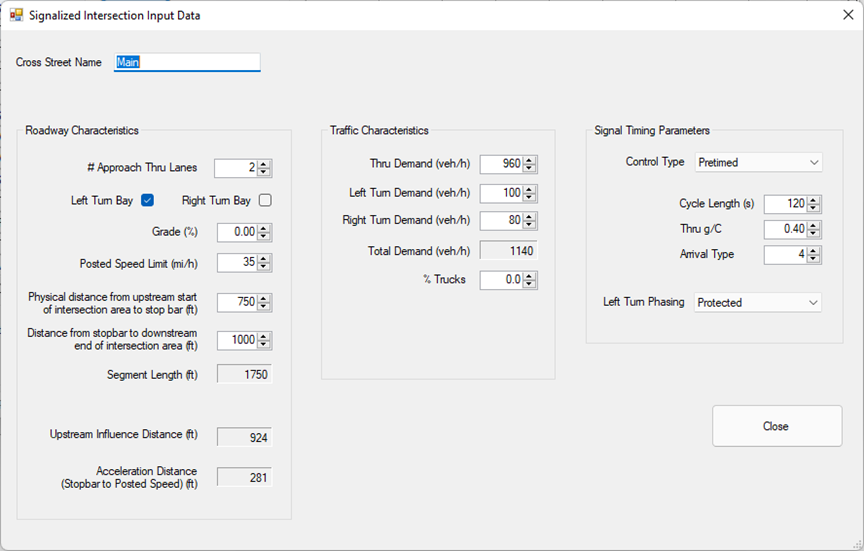 Signalized Intersection Input Data
Cross Street Name Main
Roadway Characteristics
# Approach Thru Lanes 2
Left Turn Bay Right Turn Bay
Grade (%) 0.00
Posted Speed Limit (mi/h) 35
Physical distance from upstream start
of intersection area to stop bar (ft) 750
Distance from stopbar to downstream
end of intersection area (ft) 1000
Segment Length (ft) 1750
Upstream Influence Distance (ft) 924
Acceleration Distance
(Stopbar to Posted Speed) (ft) 281
Traffic Characteristics
Thru Demand (veh/h) 960
Left Turn Demand (veh/h) 100
Right Turn Demand (veh/h) 80
Total Demand (veh/h) 1140
% Trucks 0.0
Signal Timing Parameters
Control Type Pretimed
Cycle Length (s) 120
Thru g/C 0.40
Arrival Type 4
Left Turn Phasing Protected
Close